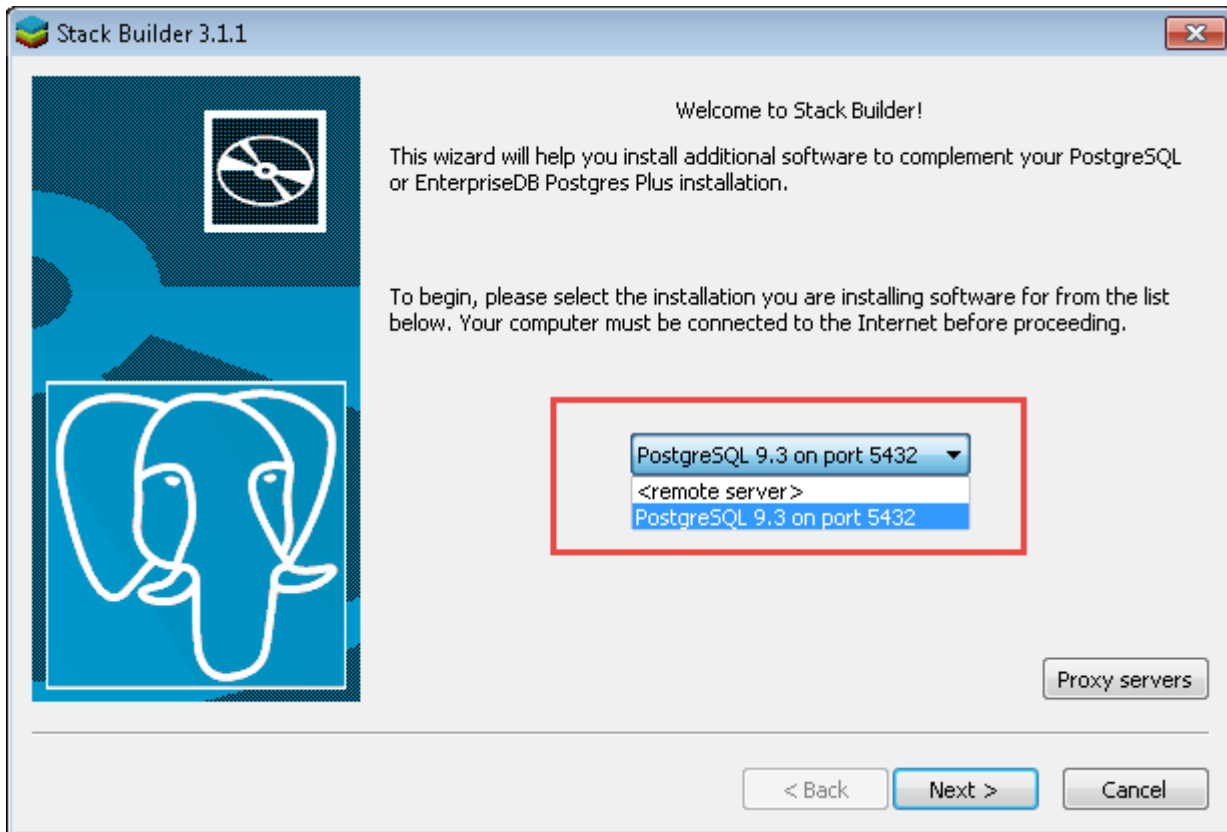 Stack Builder 3.1.1
Welcome to Stack Builder!
This wizard will help you install additional software to complement your PostgreSQL
or EnterpriseDB Postgres Plus installation.
To begin, please select the installation you are installing software for from the list
below. Your computer must be connected to the Internet before proceeding.
PostgreSQL 9.3 on port 5432
<remote server>
PostgreSQL 9.3 on port 5432
Proxy servers
< Back
Next >
Cancel